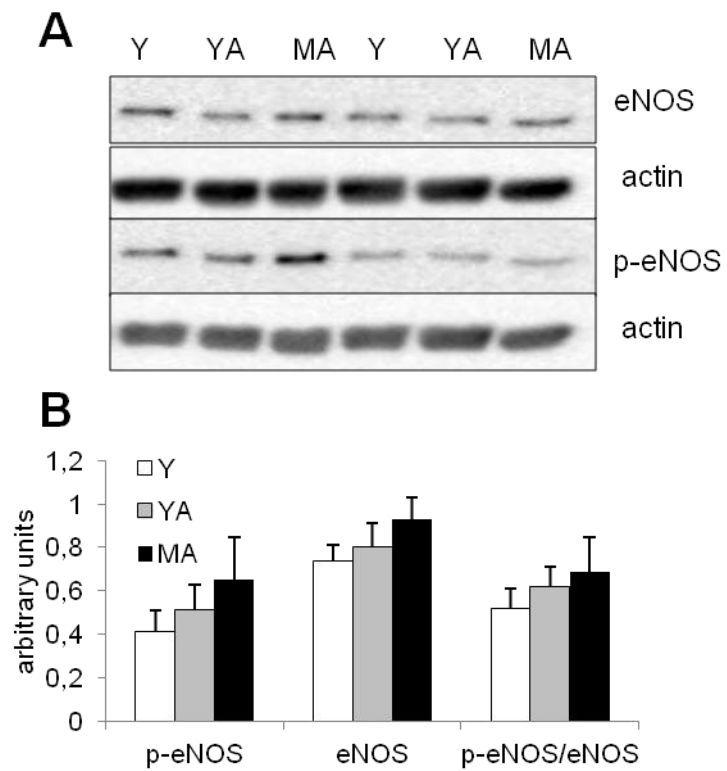 A
Y YA MA Y YA MA
eNOS
actin
p-eNOS
actin
B
arbitrary units
1,2
1
0,8
0,6
0,4
0,2
0
Y
YA
MA
p-eNOS eNOS p-eNOS/eNOS